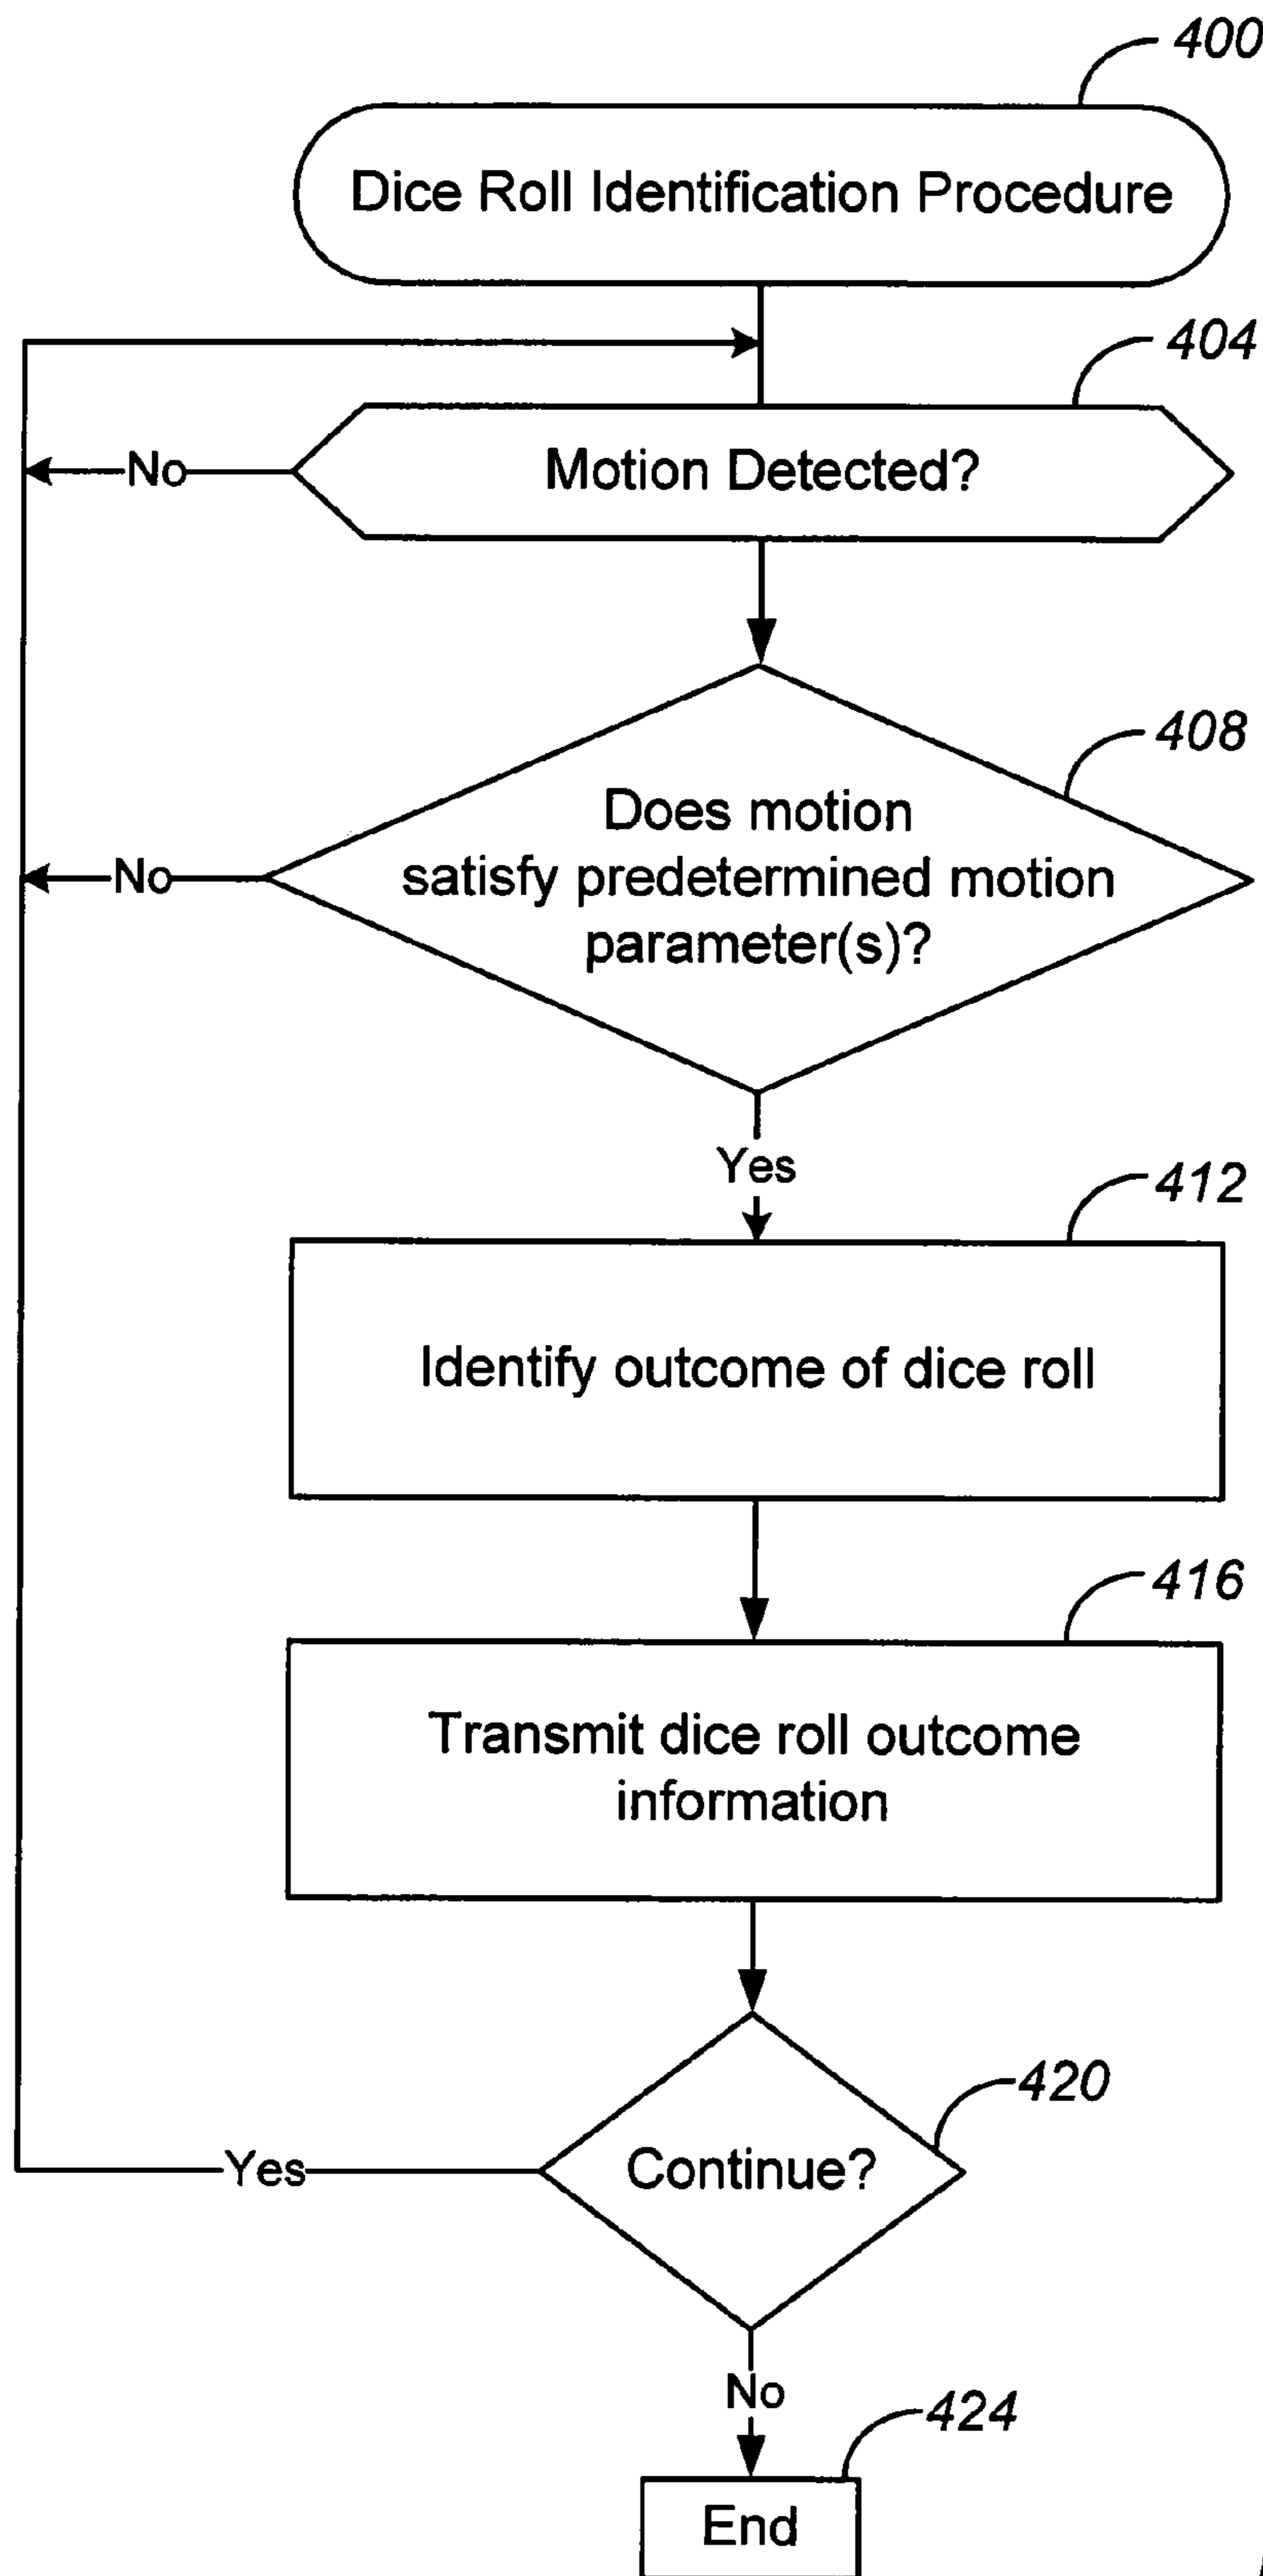 400
Dice Roll Identification Procedure
404
Motion Detected?
No
408
Does motion
satisfy predetermined motion
parameter(s)?
No
Yes
412
Identify outcome of dice roll
416
Transmit dice roll outcome
information
420
Continue?
Yes
No
424
End